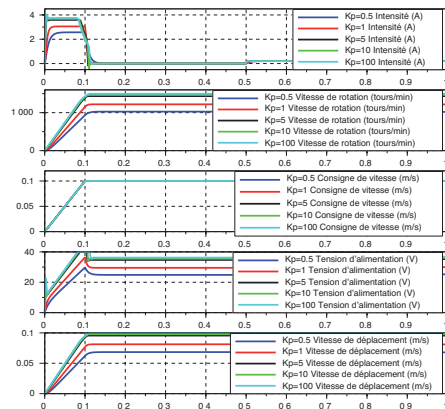 4
2
0
Kp=0.5 Intensité (A)
Kp=1 Intensité (A)
Kp=5 Intensité (A)
Kp=10 Intensité (A)
Kp=100 Intensité (A)
0 0.1 0.2 0.3 0.4 0.5 0.6 0.7 0.8 0.9 1
1 000
0
Kp=0.5 Vitesse de rotation (tours/min)
Kp=1 Vitesse de rotation (tours/min)
Kp=5 Vitesse de rotation (tours/min)
Kp=10 Vitesse de rotation (tours/min)
Kp=100 Vitesse de rotation (tours/min)
0 0.1 0.2 0.3 0.4 0.5 0.6 0.7 0.8 0.9 1
0.1
0.05
0
Kp=0.5 Consigne de vitesse (m/s)
Kp=1 Consigne de vitesse (m/s)
Kp=5 Consigne de vitesse (m/s)
Kp=10 Consigne de vitesse (m/s)
Kp=100 Consigne de vitesse (m/s)
0 0.1 0.2 0.3 0.4 0.5 0.6 0.7 0.8 0.9 1
40
20
0
Kp=0.5 Tension d'alimentation (V)
Kp=1 Tension d'alimentation (V)
Kp=5 Tension d'alimentation (V)
Kp=10 Tension d'alimentation (V)
Kp=100 Tension d'alimentation (V)
0 0.1 0.2 0.3 0.4 0.5 0.6 0.7 0.8 0.9 1
0.1
0.05
0
Kp=0.5 Vitesse de déplacement (m/s)
Kp=1 Vitesse de déplacement (m/s)
Kp=5 Vitesse de déplacement (m/s)
Kp=10 Vitesse de déplacement (m/s)
Kp=100 Vitesse de déplacement (m/s)
0 0.1 0.2 0.3 0.4 0.5 0.6 0.7 0.8 0.9 1